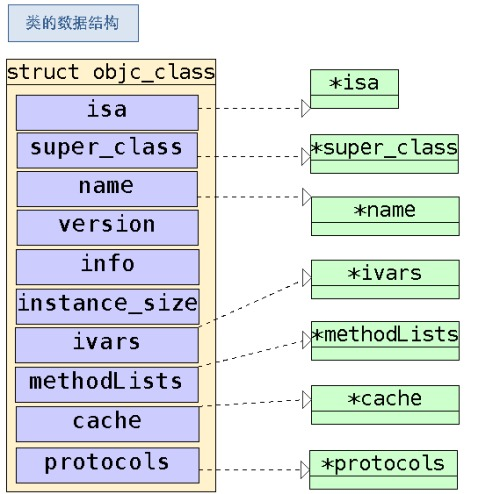 类的数据结构
struct objc_class
isa
super_class
name
version
info
instance_size
ivars
methodLists
cache
protocols
*isa
*super_class
*name
*ivars
*methodLists
*cache
*protocols